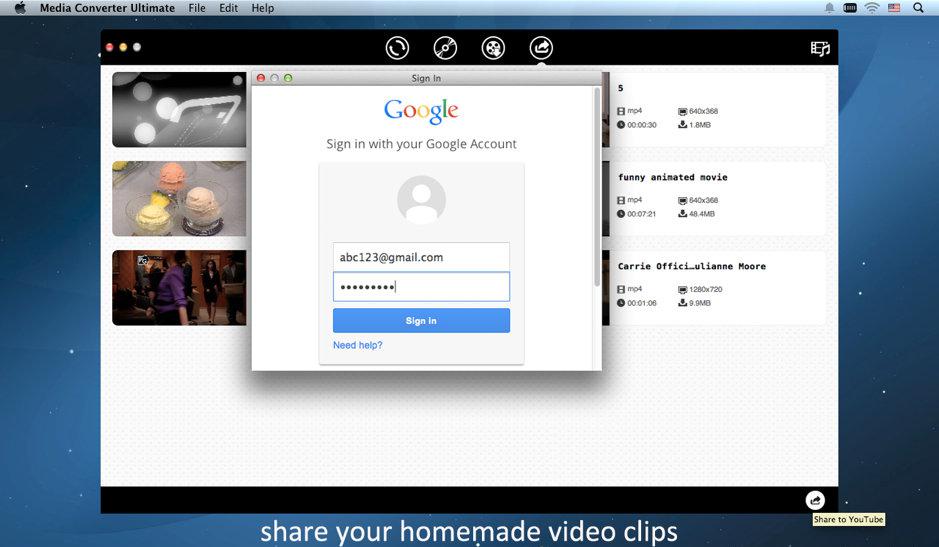 Media Converter Ultimate File Edit Help
Sign In
Google
Sign in with your Google Account
abc123@gmail.com
•••••••••
Sign in
Need help?
5
mp4 640x368
00:00:30 1.8MB
funny animated movie
mp4 640x368
00:07:21 48.4MB
Carrie Offici…ulianne Moore
mp4 1280x720
00:01:06 9.9MB
Share to YouTube
share your homemade video clips